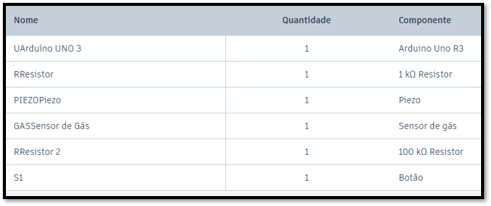 Nome Quantidade Componente
UArduíno UNO 3 1 Arduino Uno R3
RResistor 1 1 kΩ Resistor
PIEZOPiezo 1 Piezo
GASSensor de Gás 1 Sensor de gás
RResistor 2 1 100 kΩ Resistor
S1 1 Botão